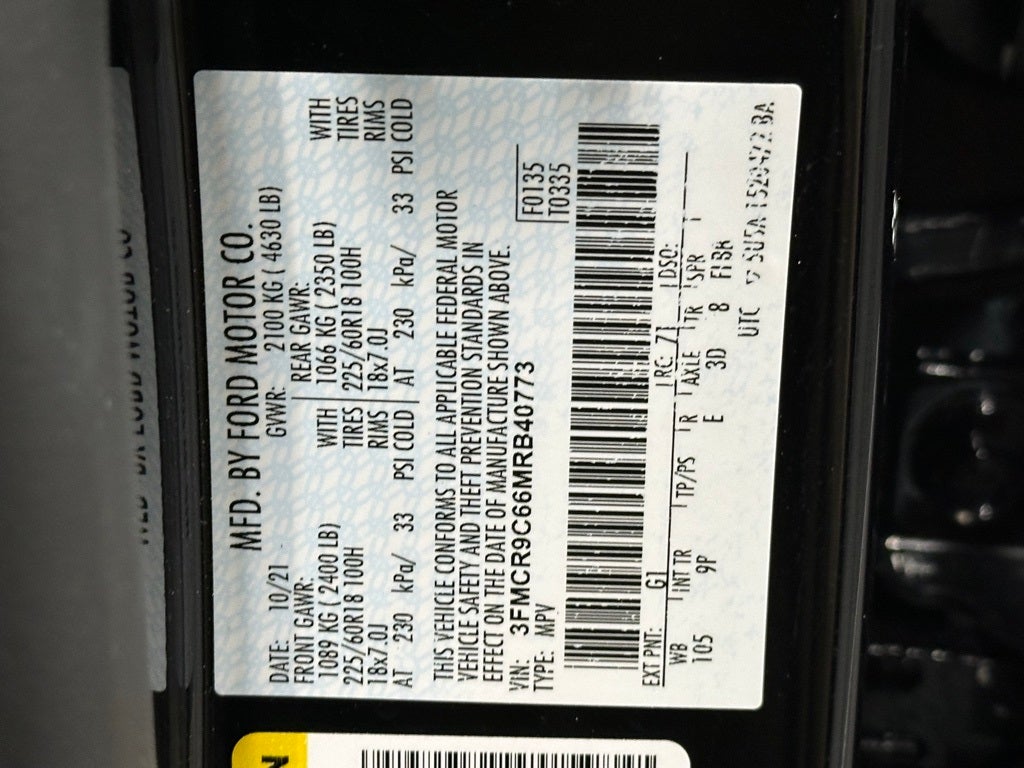 MFD. BY FORD MOTOR CO.
DATE: 10/21 GVWR: 2100 KG ( 4630 LB)
FRONT GAWR: REAR GAWR:
1089 KG ( 2400 LB) WITH 1066 KG ( 2350 LB) WITH
225/60R18 100H TIRES 225/60R18 100H TIRES
18x7.0J RIMS 18x7.0J RIMS
AT 230 kPa/ 33 PSI COLD AT 230 kPa/ 33 PSI COLD
THIS VEHICLE CONFORMS TO ALL APPLICABLE FEDERAL MOTOR
VEHICLE SAFETY AND THEFT PREVENTION STANDARDS IN
EFFECT ON THE DATE OF MANUFACTURE SHOWN ABOVE.
VIN: 3FMCR9C66MRB40773 F0135
TYPE: MPV T0335
EXT PNT: G1 RC: 71 DSO:
WB INT TR TP/PS R AXLE TR SPR
105 9P E 3D 8 F1BR
UTC
N